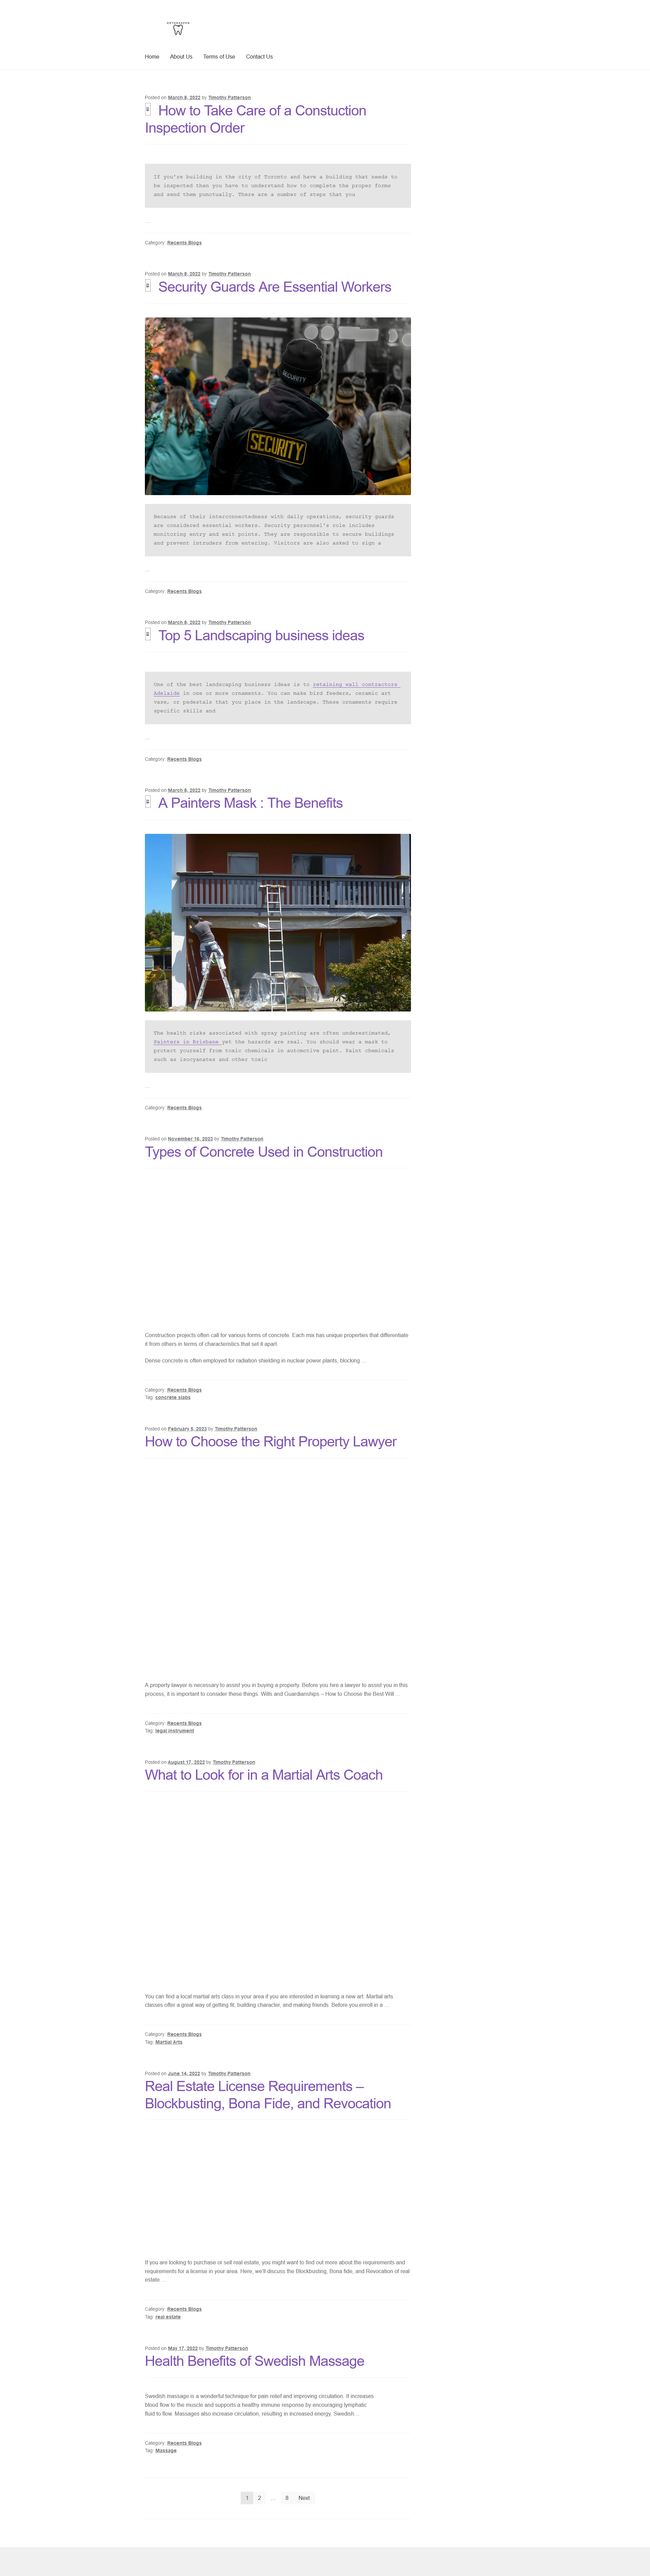 Home About Us Terms of Use Contact Us
Posted on March 8, 2022 by Timothy Patterson
How to Take Care of a Constuction
Inspection Order
If you're building in the city of Toronto and have a building that needs to
be inspected then you have to understand how to complete the proper forms
and send them punctually. There are a number of steps that you
…
Category: Recents Blogs
Posted on March 8, 2022 by Timothy Patterson
Security Guards Are Essential Workers
SECURITY
SECURITY
Because of their interconnectedness with daily operations, security guards
are considered essential workers. Security personnel's role includes
monitoring entry and exit points. They are responsible to secure buildings
and prevent intruders from entering. Visitors are also asked to sign a
…
Category: Recents Blogs
Posted on March 8, 2022 by Timothy Patterson
Top 5 Landscaping business ideas
One of the best landscaping business ideas is to retaining wall contractors
Adelaide in one or more ornaments. You can make bird feeders, ceramic art
vase, or pedestals that you place in the landscape. These ornaments require
specific skills and
…
Category: Recents Blogs
Posted on March 8, 2022 by Timothy Patterson
A Painters Mask : The Benefits
The health risks associated with spray painting are often underestimated,
Painters in Brisbane yet the hazards are real. You should wear a mask to
protect yourself from toxic chemicals in automotive paint. Paint chemicals
such as isocyanates and other toxic
…
Category: Recents Blogs
Posted on November 16, 2023 by Timothy Patterson
Types of Concrete Used in Construction
Construction projects often call for various forms of concrete. Each mix has unique properties that differentiate
it from others in terms of characteristics that set it apart.
Dense concrete is often employed for radiation shielding in nuclear power plants, blocking …
Category: Recents Blogs
Tag: concrete slabs
Posted on February 5, 2023 by Timothy Patterson
How to Choose the Right Property Lawyer
A property lawyer is necessary to assist you in buying a property. Before you hire a lawyer to assist you in this
process, it is important to consider these things. Wills and Guardianships – How to Choose the Best Will …
Category: Recents Blogs
Tag: legal instrument
Posted on August 17, 2022 by Timothy Patterson
What to Look for in a Martial Arts Coach
You can find a local martial arts class in your area if you are interested in learning a new art. Martial arts
classes offer a great way of getting fit, building character, and making friends. Before you enroll in a …
Category: Recents Blogs
Tag: Martial Arts
Posted on June 14, 2022 by Timothy Patterson
Real Estate License Requirements –
Blockbusting, Bona Fide, and Revocation
If you are looking to purchase or sell real estate, you might want to find out more about the requirements and
requirements for a license in your area. Here, we'll discuss the Blockbusting, Bona fide, and Revocation of real
estate …
Category: Recents Blogs
Tag: real estate
Posted on May 17, 2022 by Timothy Patterson
Health Benefits of Swedish Massage
Swedish massage is a wonderful technique for pain relief and improving circulation. It increases
blood flow to the muscle and supports a healthy immune response by encouraging lymphatic
fluid to flow. Massages also increase circulation, resulting in increased energy. Swedish…
Category: Recents Blogs
Tag: Massage
1 2 … 8 Next